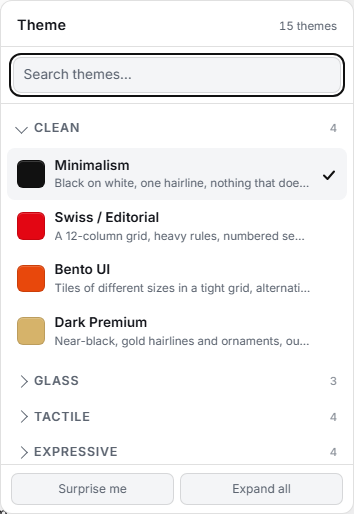 Theme
15 themes
Search themes...
CLEAN
4
Minimalism
Black on white, one hairline, nothing that doe...
Swiss / Editorial
A 12-column grid, heavy rules, numbered se...
Bento UI
Tiles of different sizes in a tight grid, alternati...
Dark Premium
Near-black, gold hairlines and ornaments, ou...
GLASS
3
TACTILE
4
EXPRESSIVE
4
Surprise me
Expand all